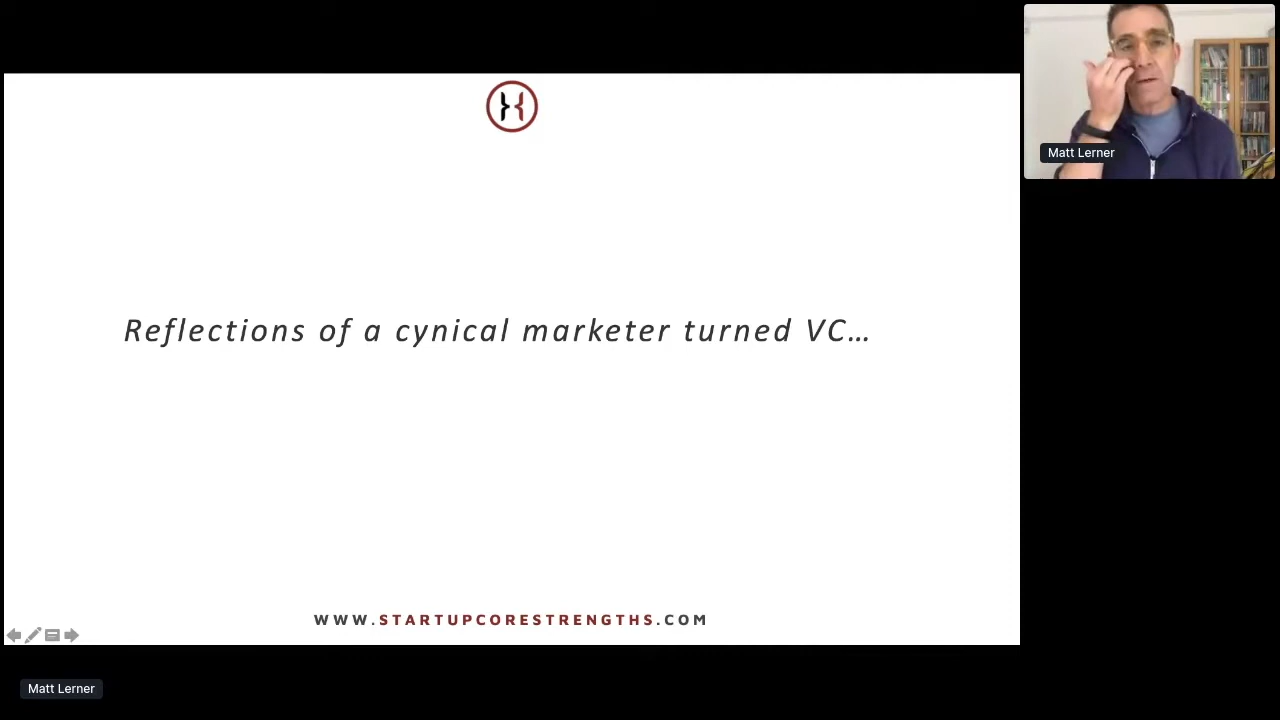 Matt Lerner
Reflections of a cynical marketer turned VC…
WWW.STARTUPCORESTRENGTHS.COM
Matt Lerner